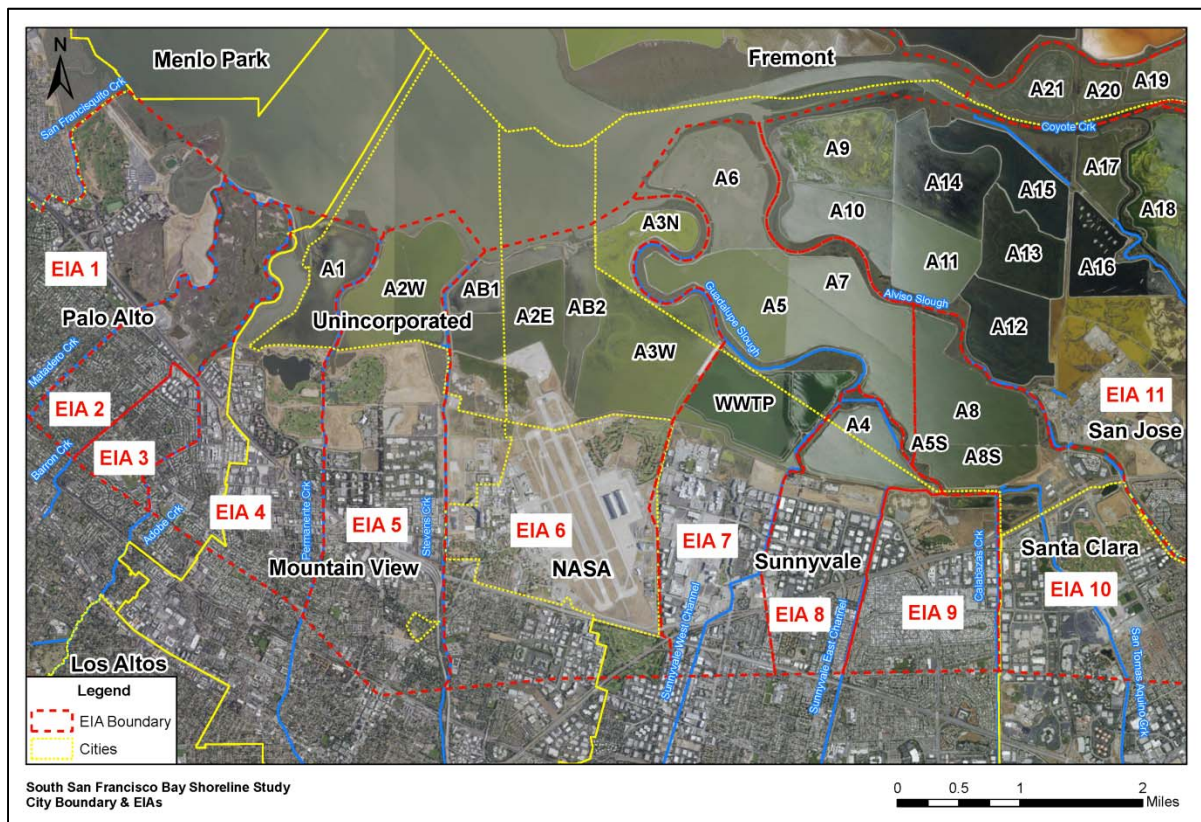 N
Menlo Park
Fremont
San Francisquito Crk
A21
A20
A19
Coyote Crk
A9
A6
A14
A15
A17
A10
A18
A3N
A1
A2W
AB1
A2E
AB2
A11
A13
A16
EIA 1
Palo Alto
Unincorporated
A5
A7
Guadalupe Slough
Alviso Slough
A12
A3W
Matadero Crk
WWTP
A4
A8
EIA 11
San Jose
A5S
A8S
EIA 2
Barron Crk
EIA 3
EIA 4
Adobe Crk
Permanente Crk
EIA 5
Stevens Crk
EIA 6
EIA 7
Mountain View
NASA
Sunnyvale
Santa Clara
Calabazas Crk
EIA 10
EIA 8
EIA 9
Sunnyvale West Channel
Sunnyvale East Channel
San Tomas Aquino Crk
Los Altos
Legend
EIA Boundary
Cities
South San Francisco Bay Shoreline Study
City Boundary & EIAs
0 0.5 1 2
Miles